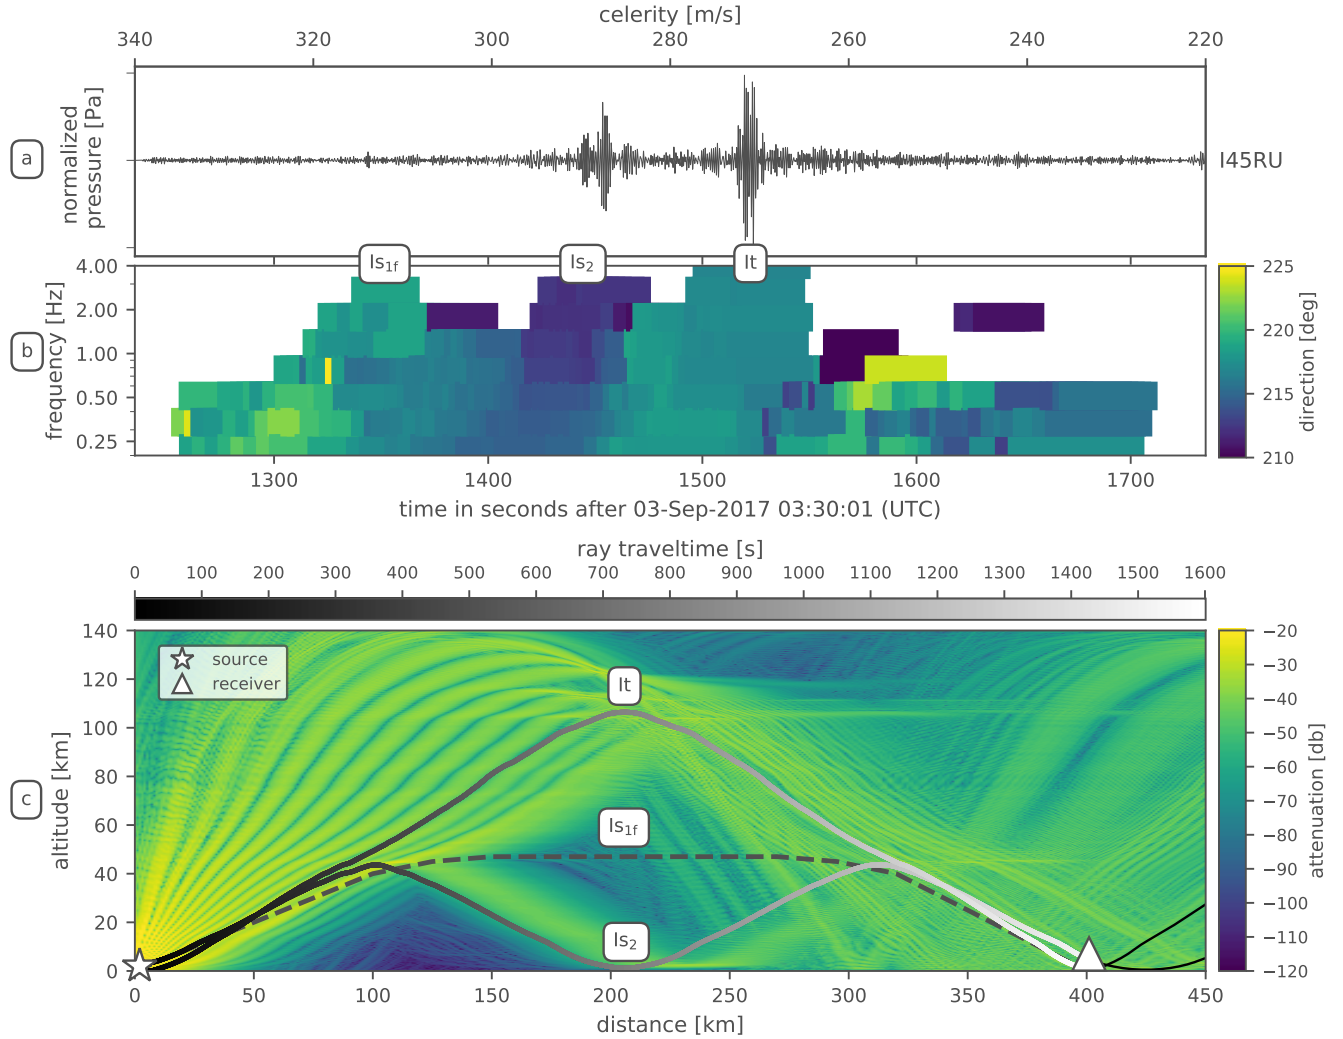 celerity [m/s]
340 320 300 280 260 240 220
a
normalized
pressure [Pa]
I45RU
Is1f Is2 It
b
frequency [Hz]
4.00
2.00
1.00
0.50
0.25
225
220
215
210
direction [deg]
1300 1400 1500 1600 1700
time in seconds after 03-Sep-2017 03:30:01 (UTC)
ray traveltime [s]
0 100 200 300 400 500 600 700 800 900 1000 1100 1200 1300 1400 1500 1600
c
altitude [km]
140
120
100
80
60
40
20
0
source
receiver
It
Is1f
Is2
−20
−30
−40
−50
−60
−70
−80
−90
−100
−110
−120
attenuation [db]
0 50 100 150 200 250 300 350 400 450
distance [km]